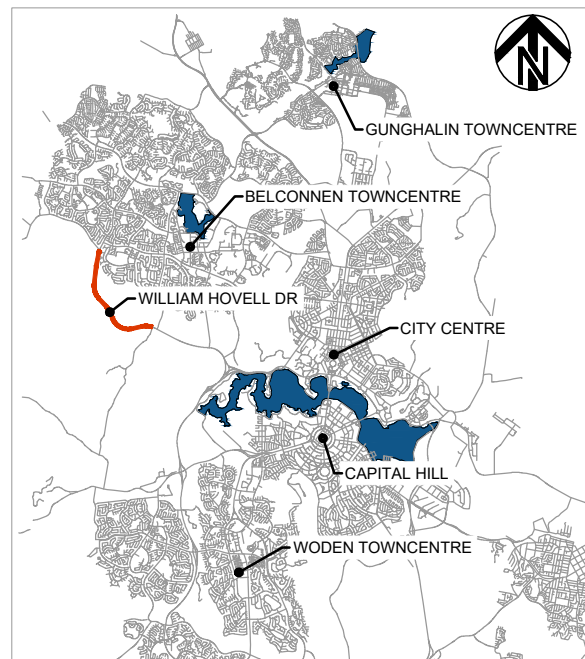 N
GUNGHALIN TOWNCENTRE
BELCONNEN TOWNCENTRE
WILLIAM HOVELL DR
CITY CENTRE
CAPITAL HILL
WODEN TOWNCENTRE